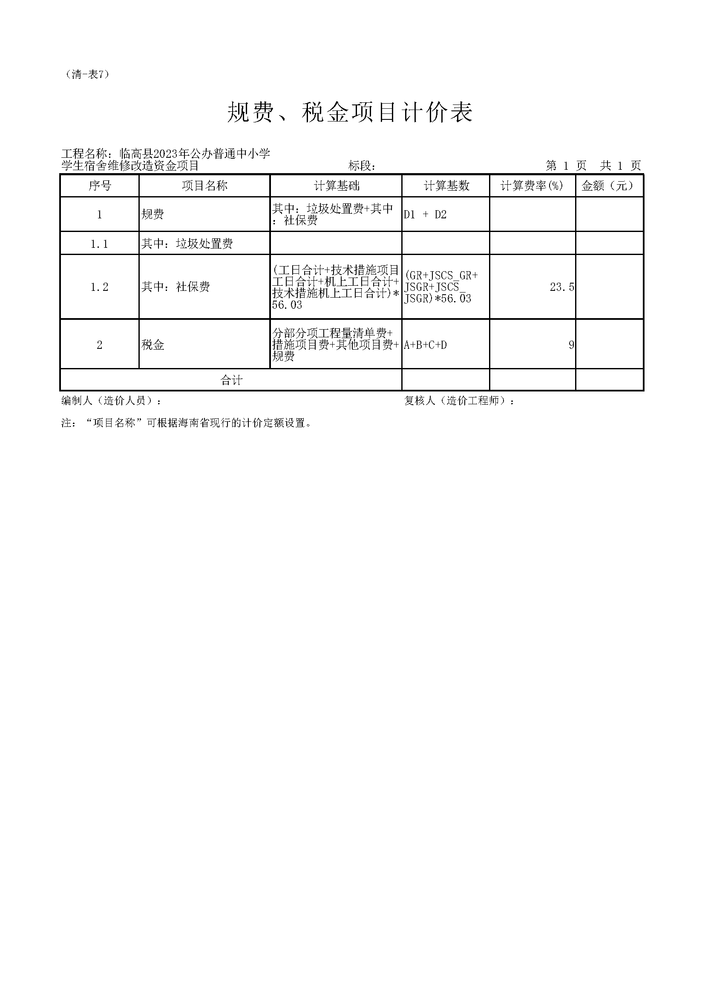 （清-表7）
规费、税金项目计价表
工程名称：临高县2023年公办普通中小学
学生宿舍维修改造资金项目 标段： 第 1 页 共 1 页
序号 项目名称 计算基础 计算基数 计算费率(%) 金额（元）
1 规费 其中：垃圾处置费+其中
：社保费 D1 + D2
1.1 其中：垃圾处置费
1.2 其中：社保费 (工日合计+技术措施项目
工日合计+机上工日合计+
技术措施机上工日合计)*
56.03 (GR+JSCS_GR+
JSGR+JSCS_
JSGR)*56.03 23.5
2 税金 分部分项工程量清单费+
措施项目费+其他项目费+
规费 A+B+C+D 9
合计
编制人（造价人员）： 复核人（造价工程师）：
注：“项目名称”可根据海南省现行的计价定额设置。